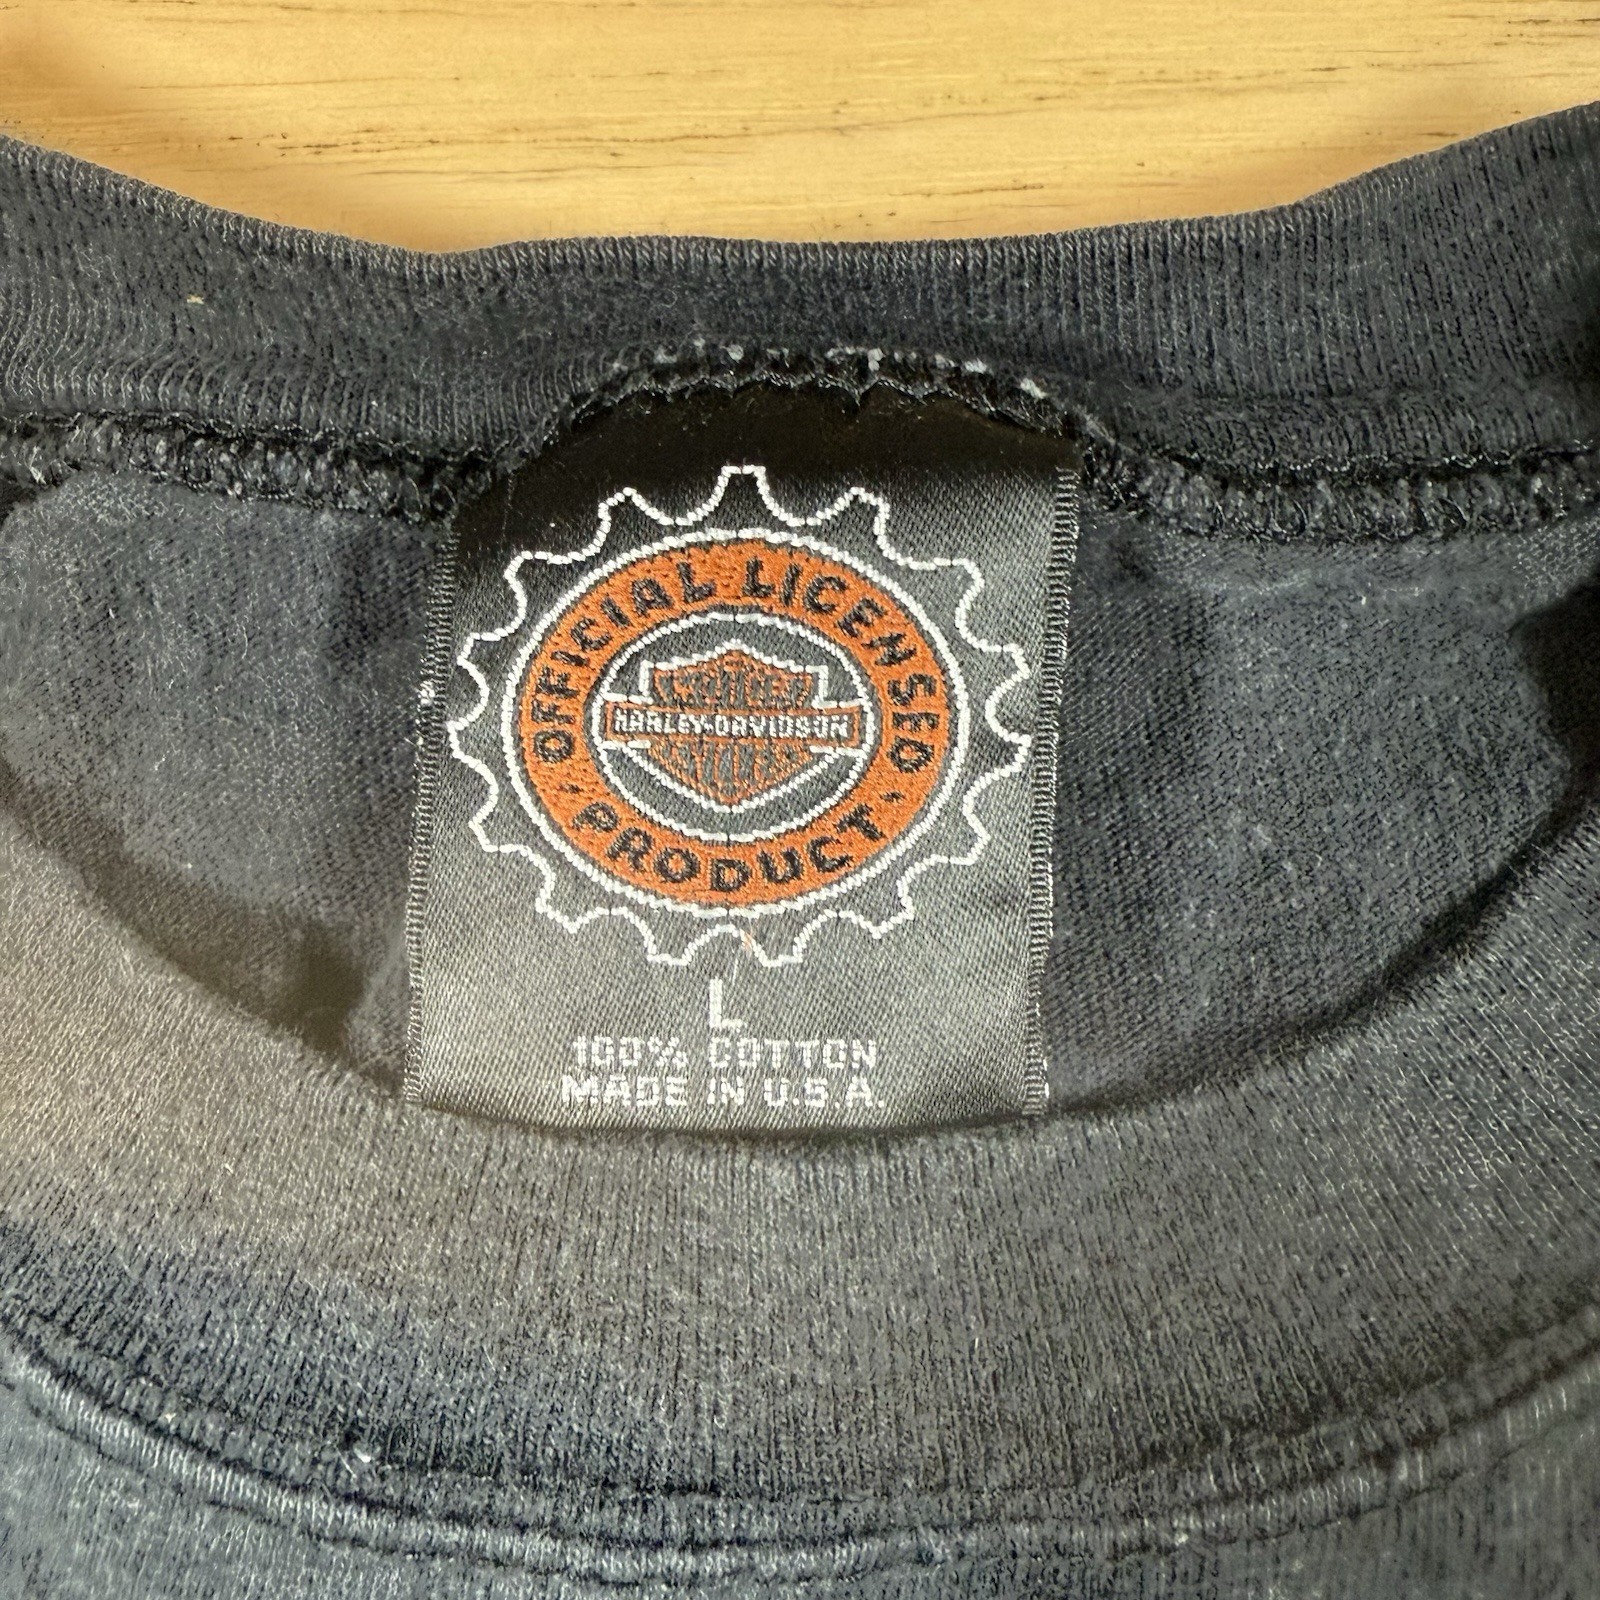 OFFICIAL LICENSED
HARLEY-DAVIDSON
PRODUCT
L
100% COTTON
MADE IN U.S.A.